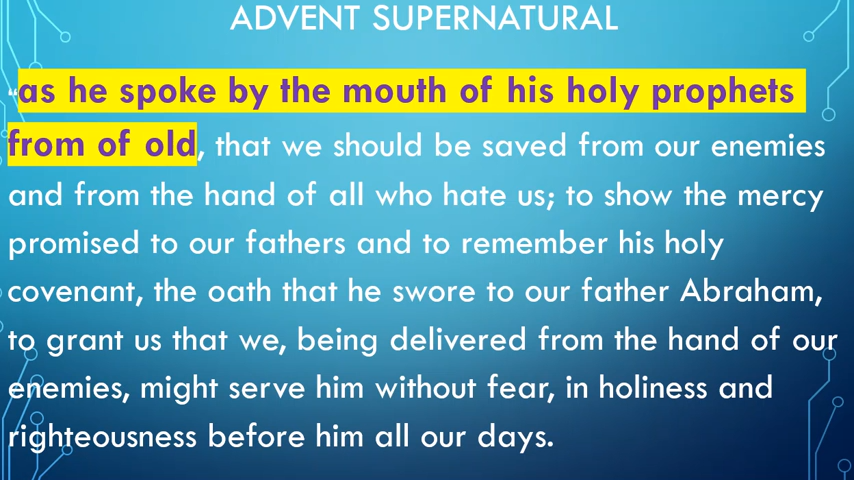 ADVENT SUPERNATURAL
“as he spoke by the mouth of his holy prophets
from of old, that we should be saved from our enemies
and from the hand of all who hate us; to show the mercy
promised to our fathers and to remember his holy
covenant, the oath that he swore to our father Abraham,
to grant us that we, being delivered from the hand of our
enemies, might serve him without fear, in holiness and
righteousness before him all our days.